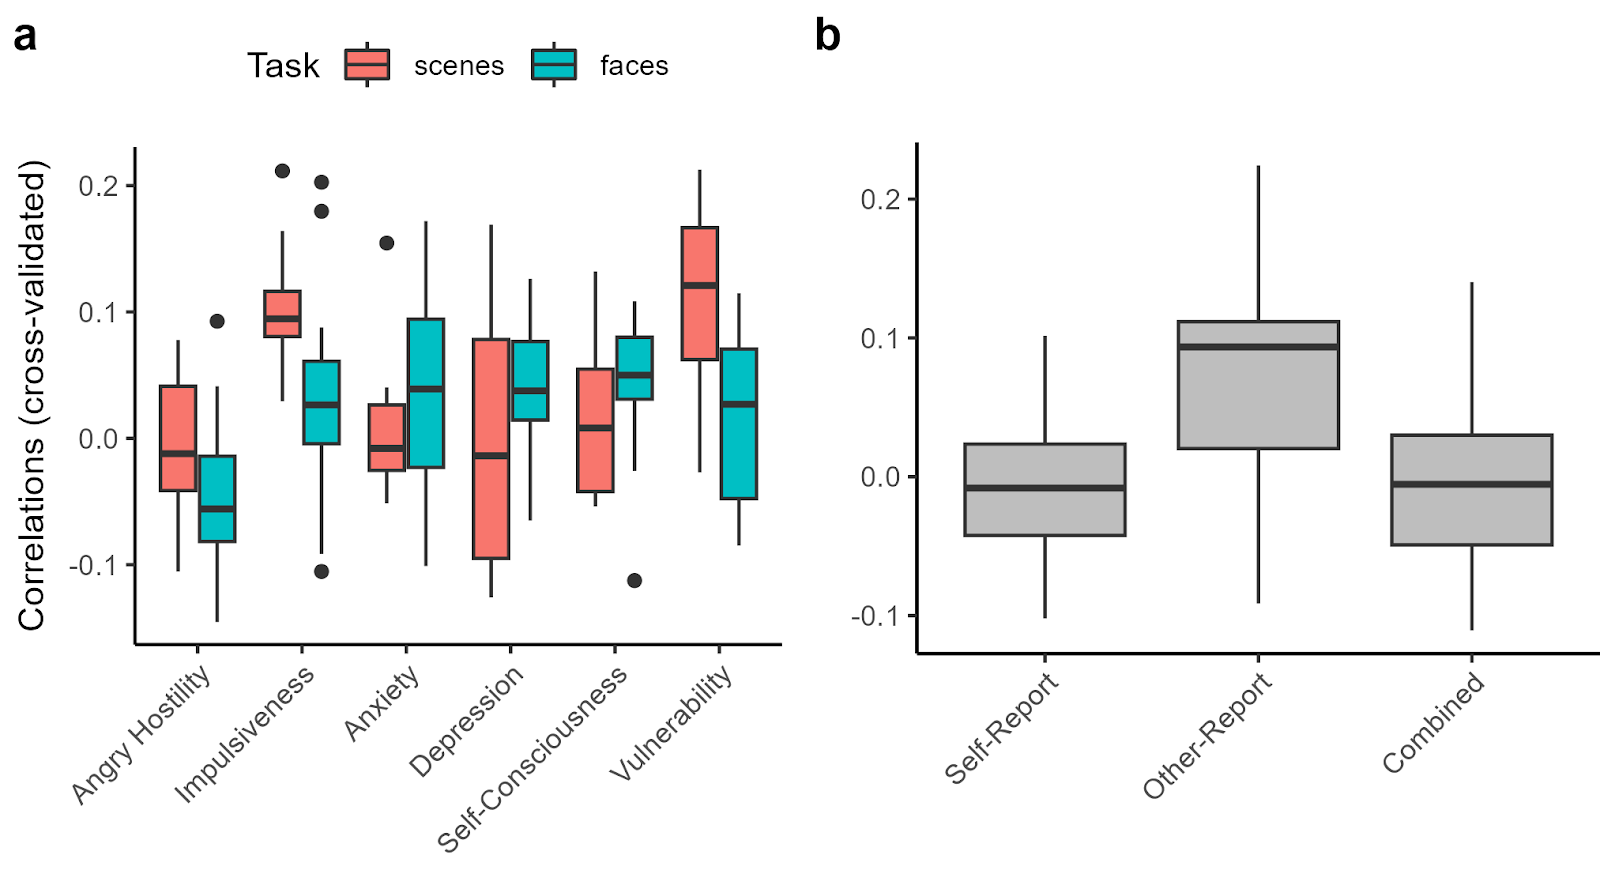 a
Task scenes faces
Correlations (cross-validated)
0.2
0.1
0.0
-0.1
Angry Hostility
Impulsiveness
Anxiety
Depression
Self-Consciousness
Vulnerability
b
0.2
0.1
0.0
-0.1
Self-Report
Other-Report
Combined